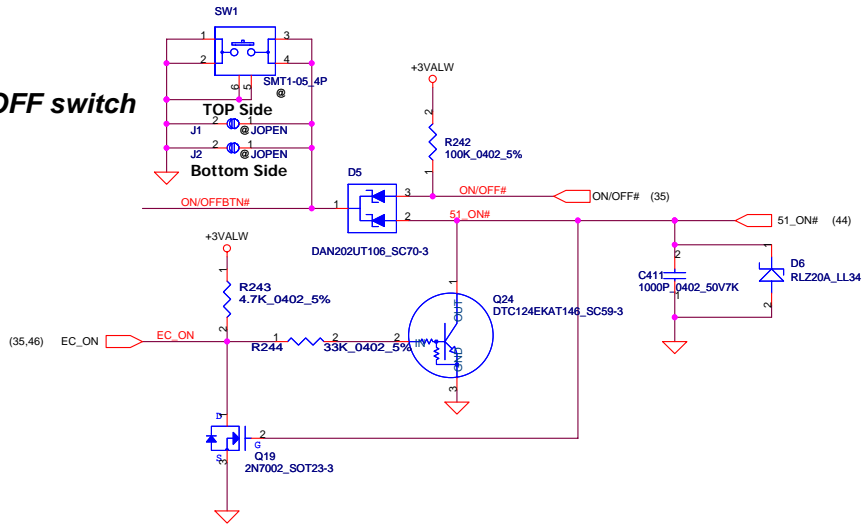 SW1
1
3
2
4
6
5
SMT1-05_4P
@
OFF switch
TOP Side
2
1
J1
@JOPEN
2
1
J2
@JOPEN
Bottom Side
+3VALW
2
R242
100K_0402_5%
1
D5
ON/OFFBTN#
1
3
ON/OFF#
ON/OFF#
(35)
2
51_ON#
51_ON#
(44)
DAN202UT106_SC70-3
+3VALW
1
R243
4.7K_0402_5%
2
2
C411
1000P_0402_50V7K
1
1
D6
RLZ20A_LL34
2
1
Q24
DTC124EKAT146_SC59-3
OUT
IN
GND
2
3
(35,46)
EC_ON
EC_ON
1
2
R244
33K_0402_5%
1
D
2
G
S
3
Q19
2N7002_SOT23-3